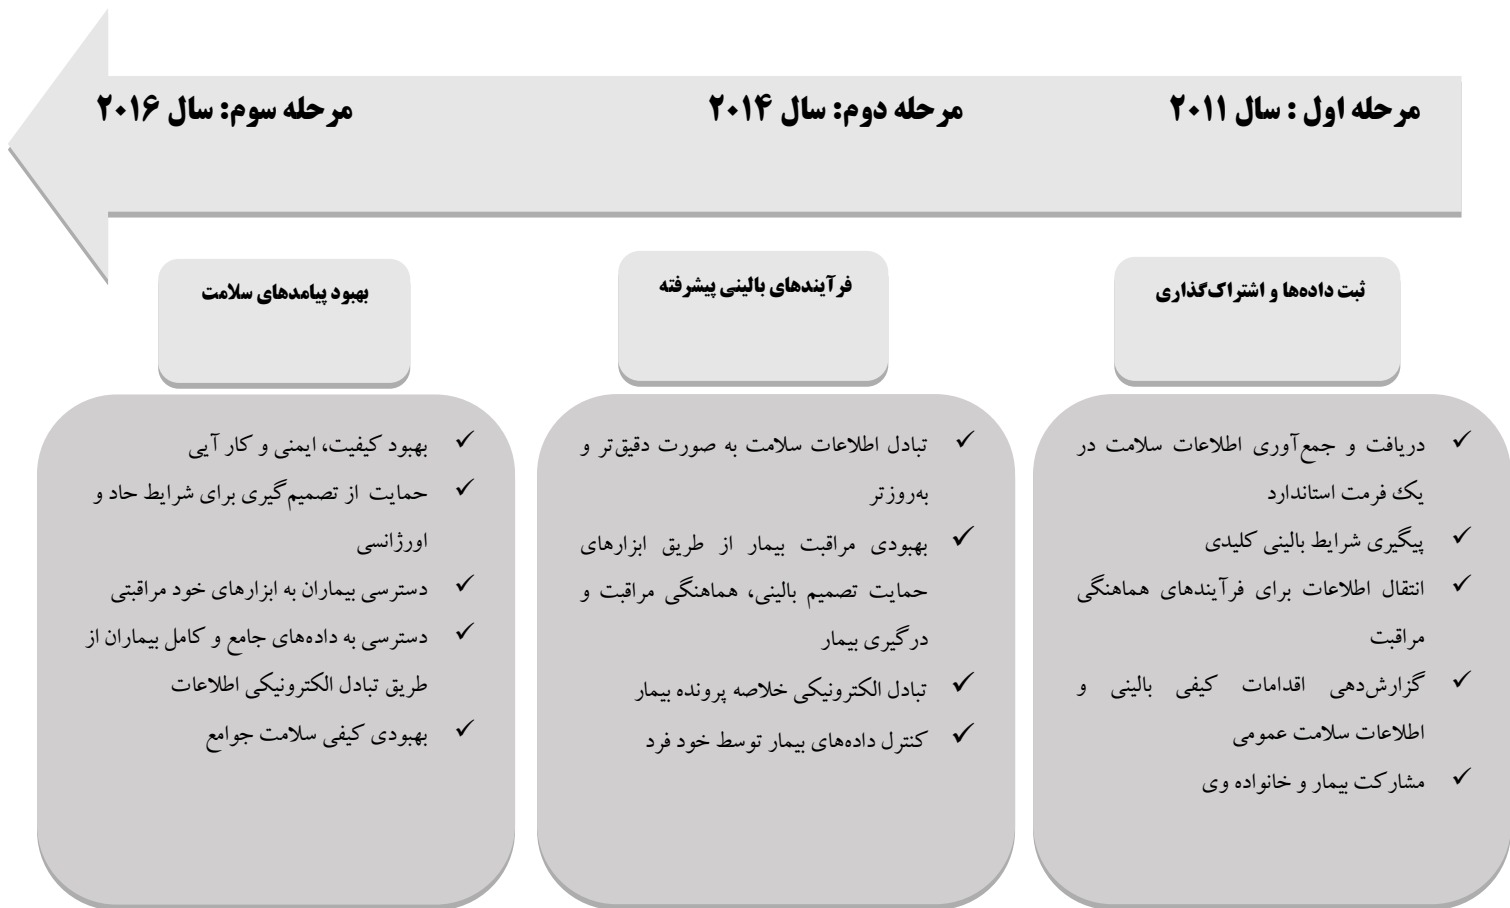 مرحله اول : سال ۲۰۱۱
مرحله دوم: سال ۲۰۱۴
مرحله سوم: سال ۲۰۱۶
ثبت داده‌ها و اشتراک‌گذاری
✓ دریافت و جمع‌آوری اطلاعات سلامت در
یک فرمت استاندارد
✓ پیگیری شرایط بالینی کلیدی
✓ انتقال اطلاعات برای فرآیندهای هماهنگی
مراقبت
✓ گزارش‌دهی اقدامات کیفی بالینی و
اطلاعات سلامت عمومی
✓ مشارکت بیمار و خانواده وی
فرآیندهای بالینی پیشرفته
✓ تبادل اطلاعات سلامت به صورت دقیق‌تر و
به‌روزتر
✓ بهبودی مراقبت بیمار از طریق ابزارهای
حمایت تصمیم بالینی، هماهنگی مراقبت و
درگیری بیمار
✓ تبادل الکترونیکی خلاصه پرونده بیمار
✓ کنترل داده‌های بیمار توسط خود فرد
بهبود پیامدهای سلامت
✓ بهبود کیفیت، ایمنی و کار آیی
✓ حمایت از تصمیم‌گیری برای شرایط حاد و
اورژانسی
✓ دسترسی بیماران به ابزارهای خود مراقبتی
✓ دسترسی به داده‌های جامع و کامل بیماران از
طریق تبادل الکترونیکی اطلاعات
✓ بهبودی کیفی سلامت جوامع